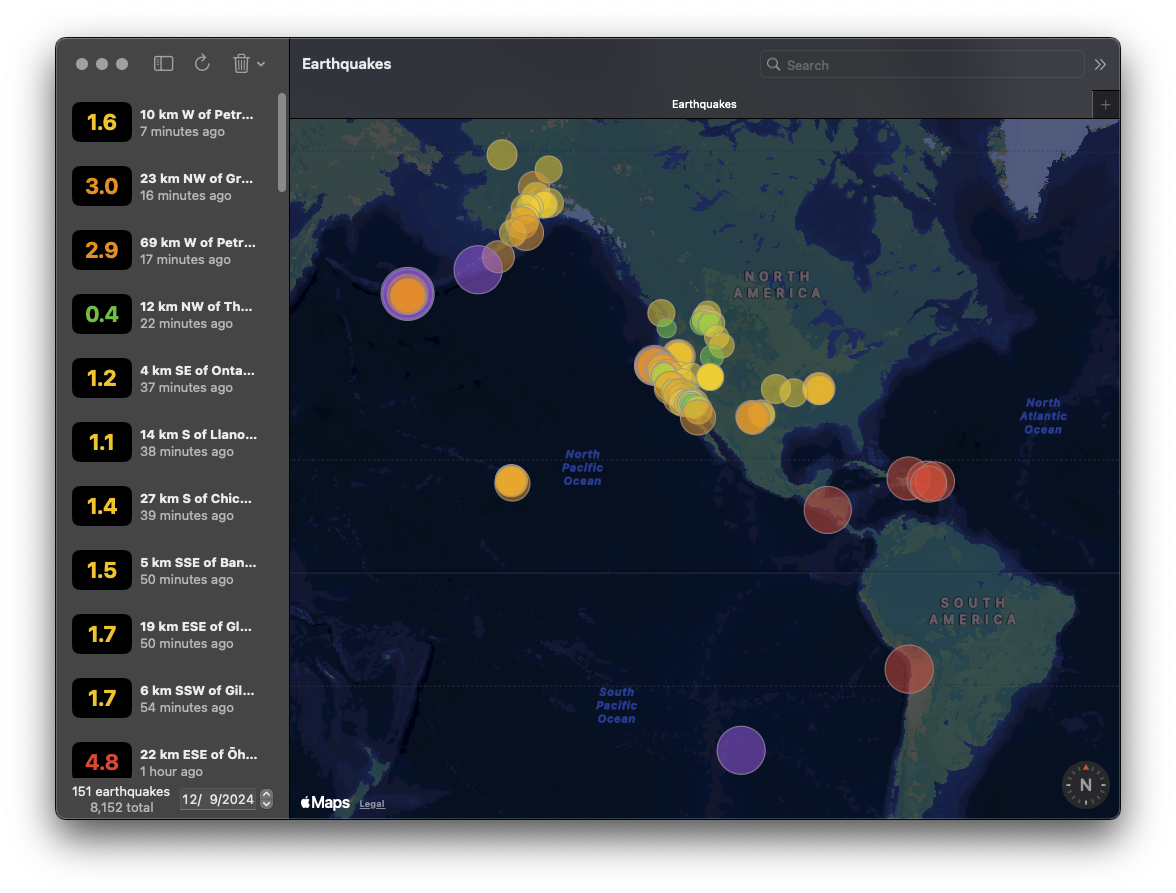 Earthquakes
Search
Earthquakes
1.6
10 km W of Petr...
7 minutes ago
3.0
23 km NW of Gr...
16 minutes ago
2.9
69 km W of Petr...
17 minutes ago
0.4
12 km NW of Th...
22 minutes ago
1.2
4 km SE of Onta...
37 minutes ago
1.1
14 km S of Llano...
38 minutes ago
1.4
27 km S of Chic...
39 minutes ago
1.5
5 km SSE of Ban...
50 minutes ago
1.7
19 km ESE of Gl...
50 minutes ago
1.7
6 km SSW of Gil...
54 minutes ago
4.8
22 km ESE of Ōh...
1 hour ago
151 earthquakes
8,152 total
12/ 9/2024
NORTH
AMERICA
North
Atlantic
Ocean
North
Pacific
Ocean
SOUTH
AMERICA
South
Pacific
Ocean
Maps
Legal
N